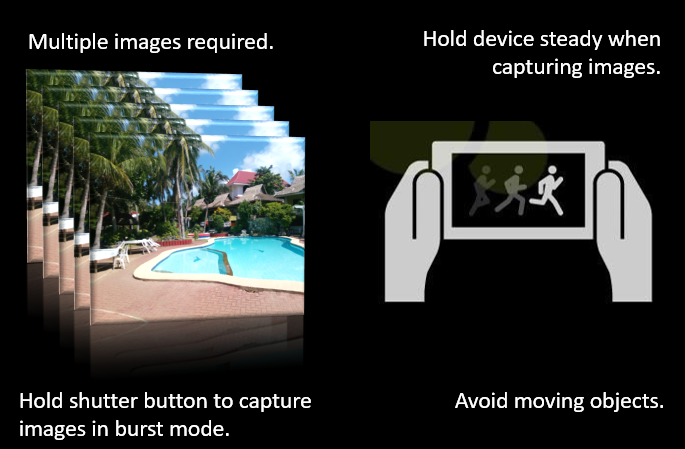 Multiple images required.
Hold device steady when
capturing images.
Hold shutter button to capture
images in burst mode.
Avoid moving objects.